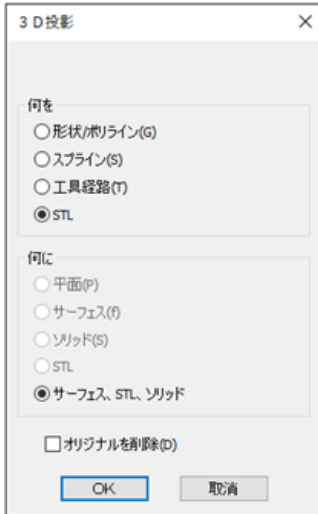 3D投影
何を
形状/ポリライン(G)
スプライン(S)
工具経路(T)
STL
何に
平面(P)
サーフェス(f)
ソリッド(S)
STL
サーフェス、STL、ソリッド
オリジナルを削除(D)
OK
取消